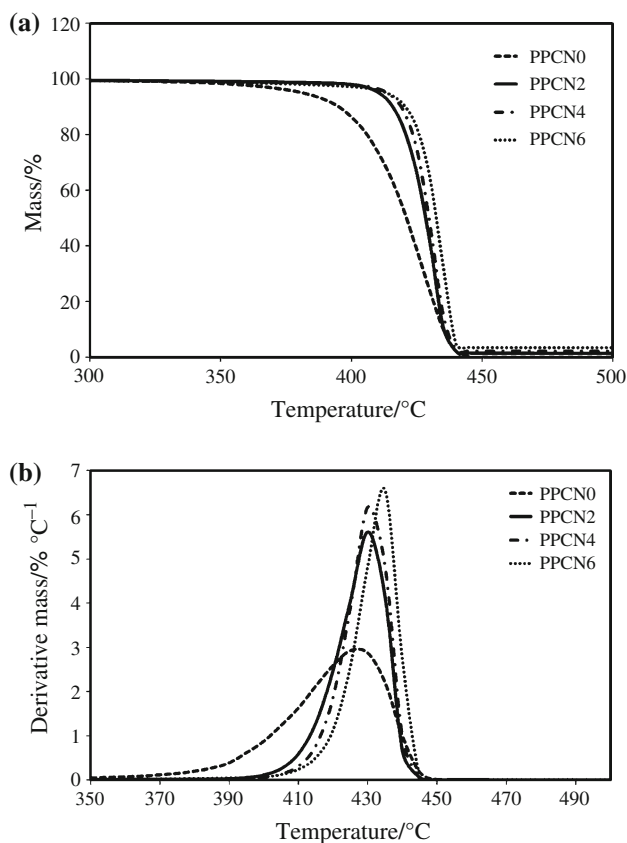 (a)
120
100
80
60
40
20
0
Mass/%
300
350
400
450
500
Temperature/°C
PPCN0
PPCN2
PPCN4
PPCN6
(b)
7
6
5
4
3
2
1
0
Derivative mass/% °C⁻¹
350
370
390
410
430
450
470
490
Temperature/°C
PPCN0
PPCN2
PPCN4
PPCN6